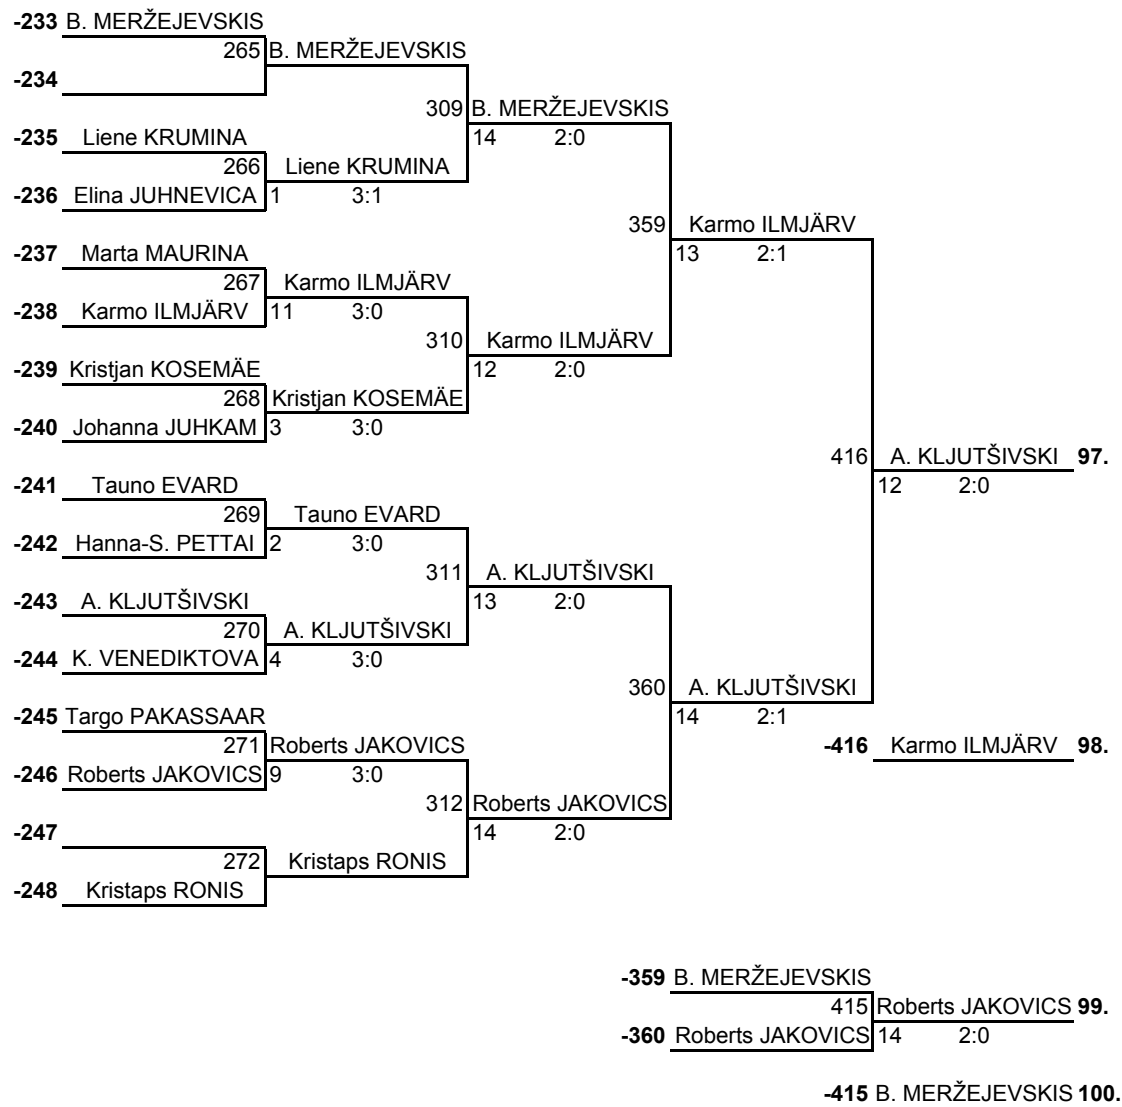 -233 B. MERŽEJEVSKIS
265 B. MERŽEJEVSKIS
-234
309 B. MERŽEJEVSKIS
-235 Liene KRUMINA 14 2:0
266 Liene KRUMINA
-236 Elina JUHNEVICA 1 3:1
359 Karmo ILMJÄRV
-237 Marta MAURINA 13 2:1
267 Karmo ILMJÄRV
-238 Karmo ILMJÄRV 11 3:0
310 Karmo ILMJÄRV
-239 Kristjan KOSEMÄE 12 2:0
268 Kristjan KOSEMÄE
-240 Johanna JUHKAM 3 3:0
416 A. KLJUTŠIVSKI 97.
-241 Tauno EVARD 12 2:0
269 Tauno EVARD
-242 Hanna-S. PETTAI 2 3:0
311 A. KLJUTŠIVSKI
-243 A. KLJUTŠIVSKI 13 2:0
270 A. KLJUTŠIVSKI
-244 K. VENEDIKTOVA 4 3:0
360 A. KLJUTŠIVSKI
-245 Targo PAKASSAAR 14 2:1
271 Roberts JAKOVICS -416 Karmo ILMJÄRV 98.
-246 Roberts JAKOVICS 9 3:0
312 Roberts JAKOVICS
-247 14 2:0
272 Kristaps RONIS
-248 Kristaps RONIS
-359 B. MERŽEJEVSKIS
415 Roberts JAKOVICS 99.
-360 Roberts JAKOVICS 14 2:0
-415 B. MERŽEJEVSKIS 100.